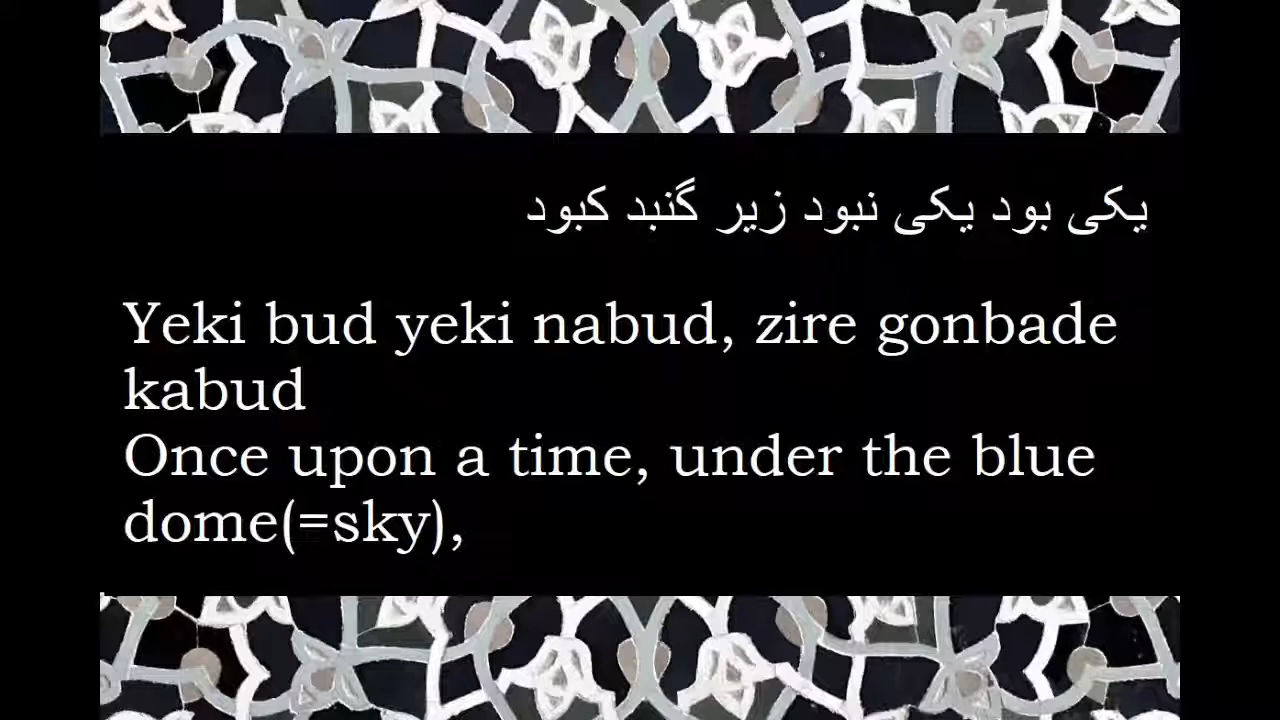 یکی بود یکی نبود زیر گنبد کبود
Yeki bud yeki nabud, zire gonbade
kabud
Once upon a time, under the blue
dome(=sky),